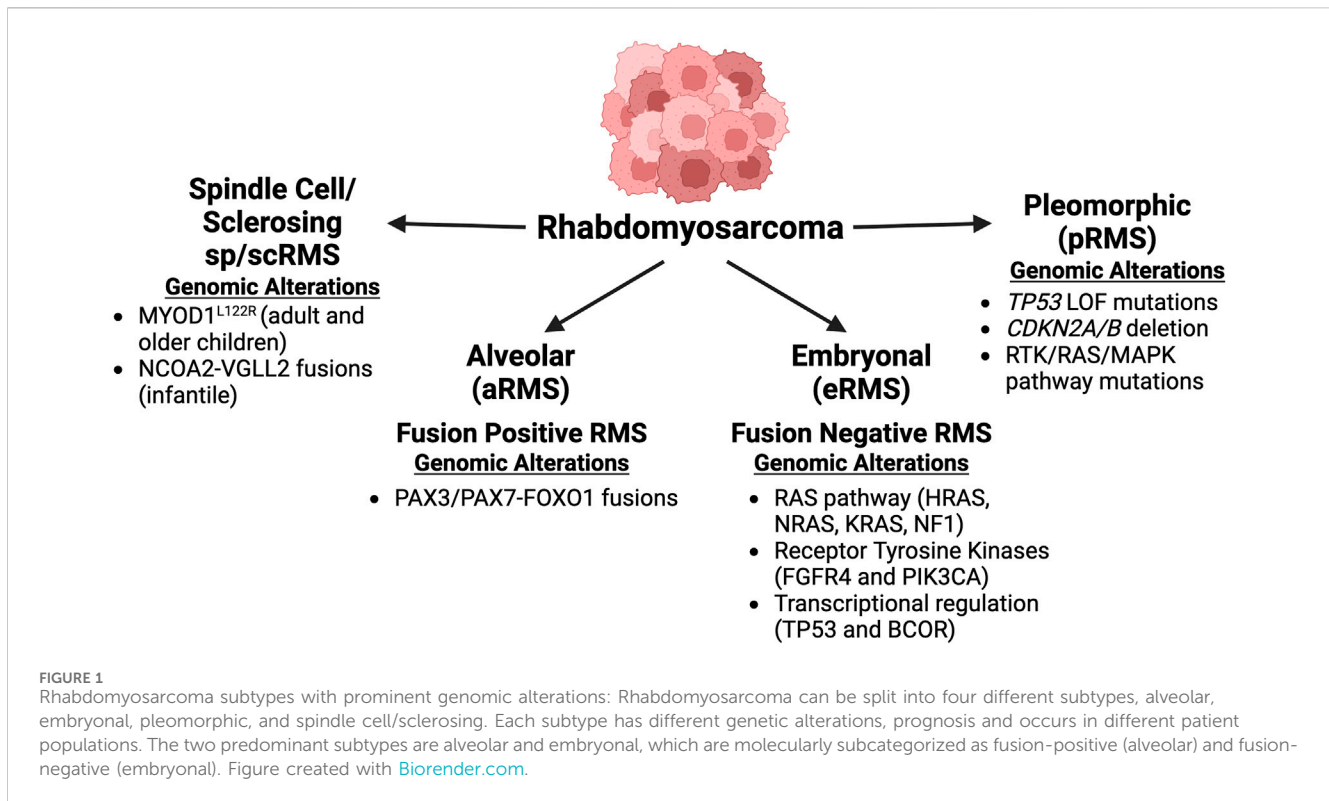 Rhabdomyosarcoma
Spindle Cell/
Sclerosing
sp/scRMS
Genomic Alterations
• MYOD1^L122R (adult and
older children)
• NCOA2-VGLL2 fusions
(infantile)
Alveolar
(aRMS)
Fusion Positive RMS
Genomic Alterations
• PAX3/PAX7-FOXO1 fusions
Embryonal
(eRMS)
Fusion Negative RMS
Genomic Alterations
• RAS pathway (HRAS,
NRAS, KRAS, NF1)
• Receptor Tyrosine Kinases
(FGFR4 and PIK3CA)
• Transcriptional regulation
(TP53 and BCOR)
Pleomorphic
(pRMS)
Genomic Alterations
• TP53 LOF mutations
• CDKN2A/B deletion
• RTK/RAS/MAPK
pathway mutations
FIGURE 1
Rhabdomyosarcoma subtypes with prominent genomic alterations: Rhabdomyosarcoma can be split into four different subtypes, alveolar,
embryonal, pleomorphic, and spindle cell/sclerosing. Each subtype has different genetic alterations, prognosis and occurs in different patient
populations. The two predominant subtypes are alveolar and embryonal, which are molecularly subcategorized as fusion-positive (alveolar) and fusion-
negative (embryonal). Figure created with Biorender.com.